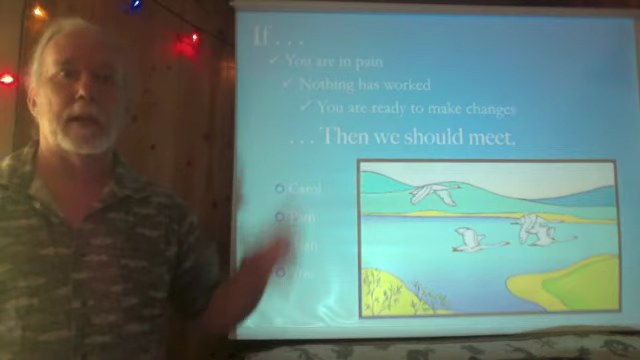 If . . .
✓ You are in pain
✓ Nothing has worked
✓ You are ready to make changes
. . . Then we should meet.
Carol